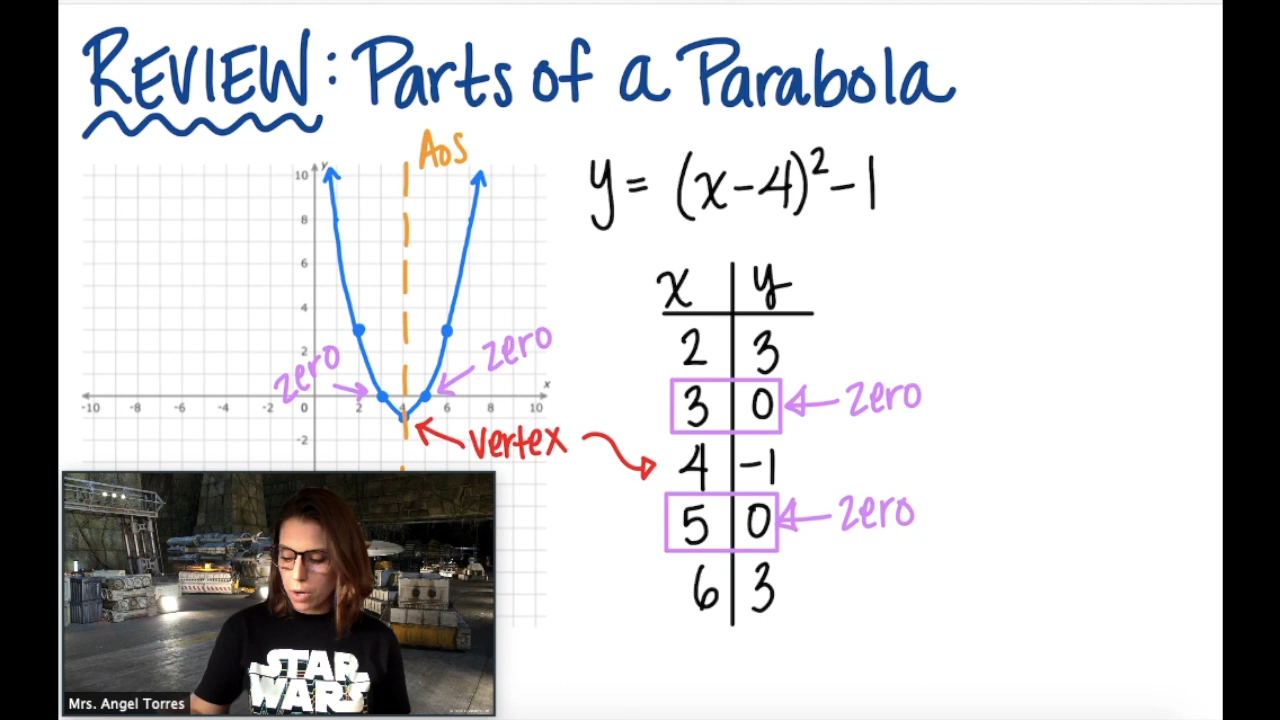 REVIEW: Parts of a Parabola
AoS
y = (x-4)² -1
y
10
8
6
4
2
0
x
-10 -8 -6 -4 -2 0 2 4 6 8 10
-2
zero
zero
vertex
x y
2 3
3 0 zero
4 -1
5 0 zero
6 3
STAR
WARS
Mrs. Angel Torres